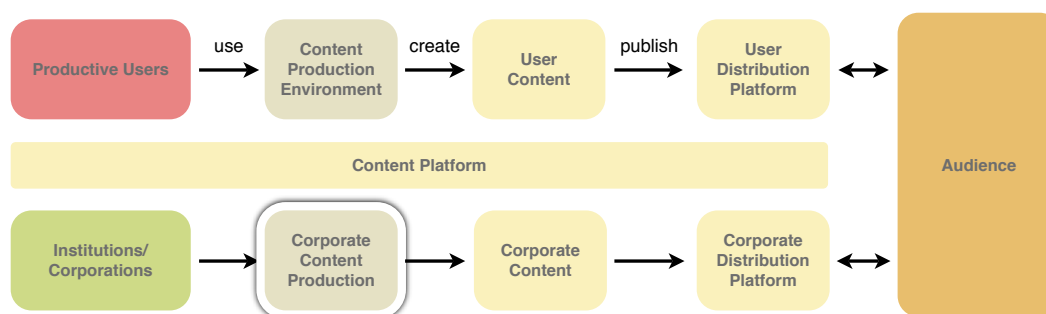 use
create
publish
Productive Users
Content
Production
Environment
User
Content
User
Distribution
Platform
Content Platform
Audience
Institutions/
Corporations
Corporate
Content
Production
Corporate
Content
Corporate
Distribution
Platform